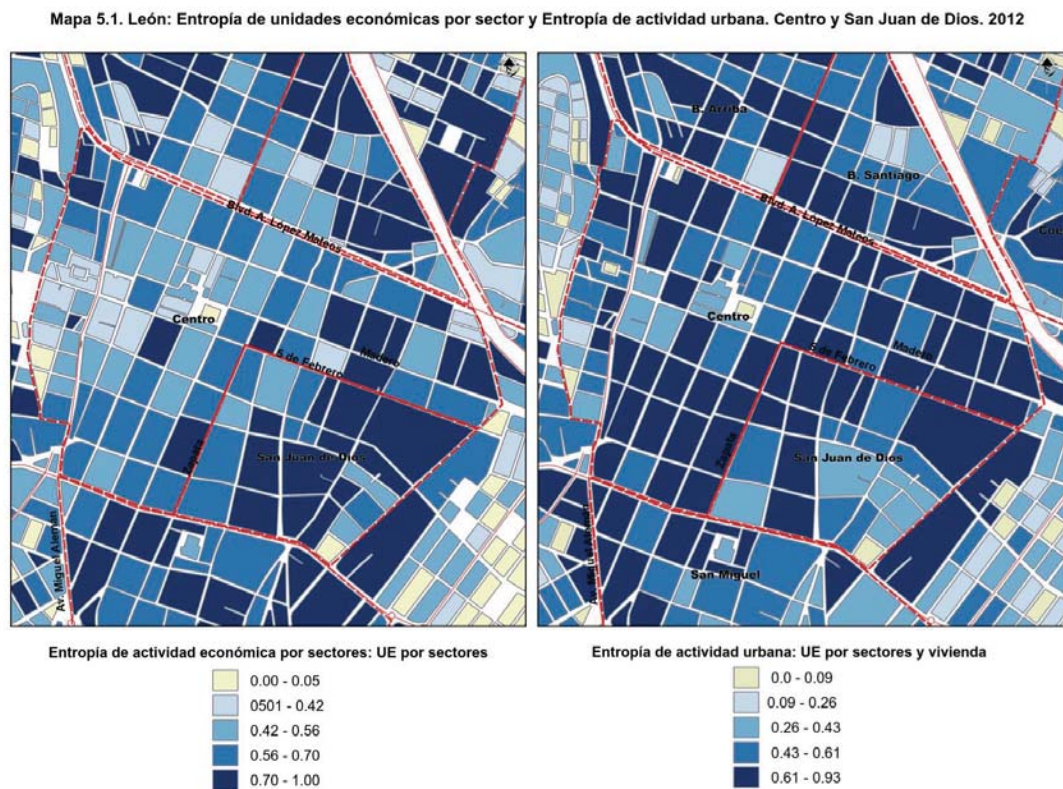 Mapa 5.1. León: Entropía de unidades económicas por sector y Entropía de actividad urbana. Centro y San Juan de Dios. 2012
Blvd. A. López Mateos
Centro
Madero
5 de Febrero
Zapata
San Juan de Dios
Av. Miguel Alemán
B. Arriba
B. Santiago
Blvd. A. López Mateos
Coe
Centro
Madero
5 de Febrero
Zapata
San Juan de Dios
Av. Miguel Alemán
San Miguel
Entropía de actividad económica por sectores: UE por sectores
0.00 - 0.05
0501 - 0.42
0.42 - 0.56
0.56 - 0.70
0.70 - 1.00
Entropía de actividad urbana: UE por sectores y vivienda
0.0 - 0.09
0.09 - 0.26
0.26 - 0.43
0.43 - 0.61
0.61 - 0.93